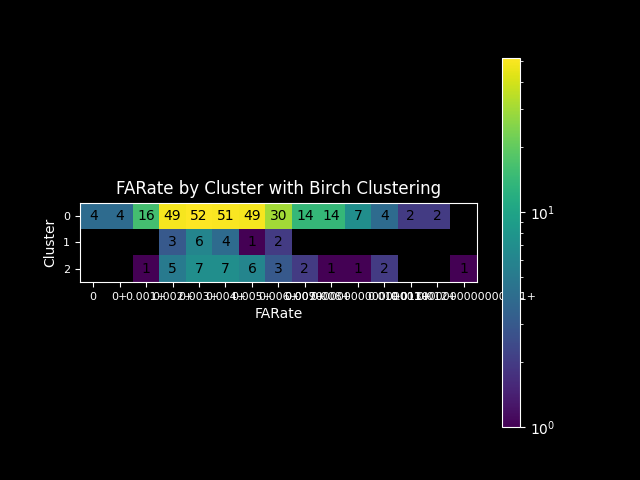 FARate by Cluster with Birch Clustering
Cluster
0 4 4 16 49 52 51 49 30 14 14 7 4 2 2
1 3 6 4 1 2
2 1 5 7 7 6 3 2 1 1 2 1
0 0+
FARate
10¹
10⁰